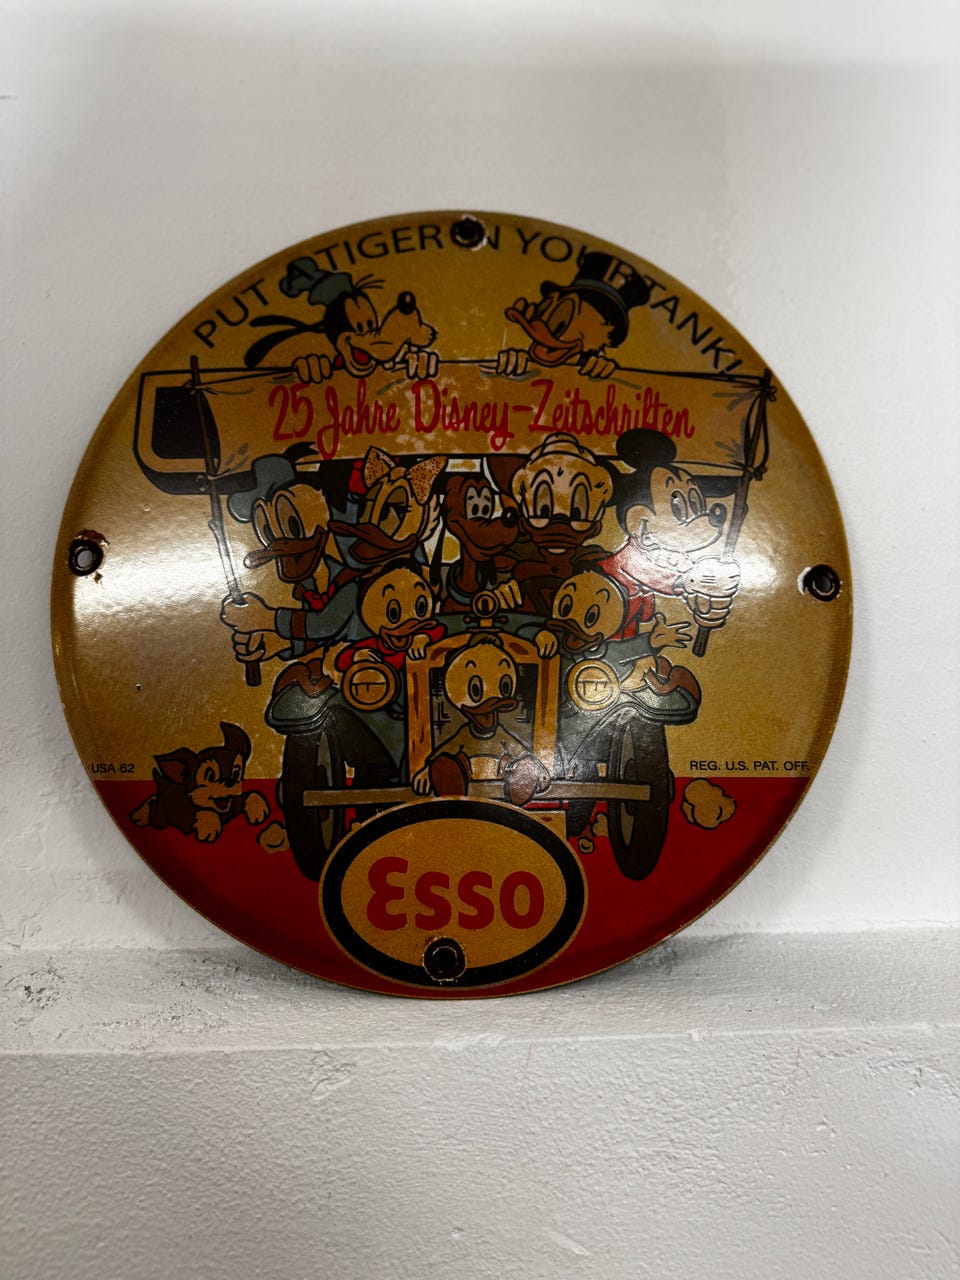 PUT A TIGER IN YOUR TANK!
25 Jahre Disney-Zeitschriften
USA 62
REG. U.S. PAT. OFF.
Esso